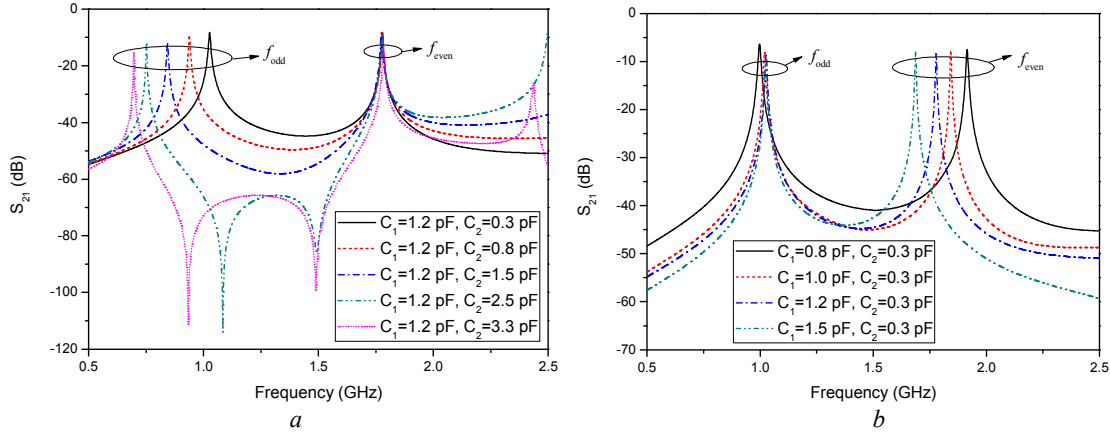 0
-20
-40
-60
-80
-100
-120
S21 (dB)
fodd
feven
C1=1.2 pF, C2=0.3 pF
C1=1.2 pF, C2=0.8 pF
C1=1.2 pF, C2=1.5 pF
C1=1.2 pF, C2=2.5 pF
C1=1.2 pF, C2=3.3 pF
0.5 1.0 1.5 2.0 2.5
Frequency (GHz)
a
0
-10
-20
-30
-40
-50
-60
-70
S21 (dB)
fodd
feven
C1=0.8 pF, C2=0.3 pF
C1=1.0 pF, C2=0.3 pF
C1=1.2 pF, C2=0.3 pF
C1=1.5 pF, C2=0.3 pF
0.5 1.0 1.5 2.0 2.5
Frequency (GHz)
b